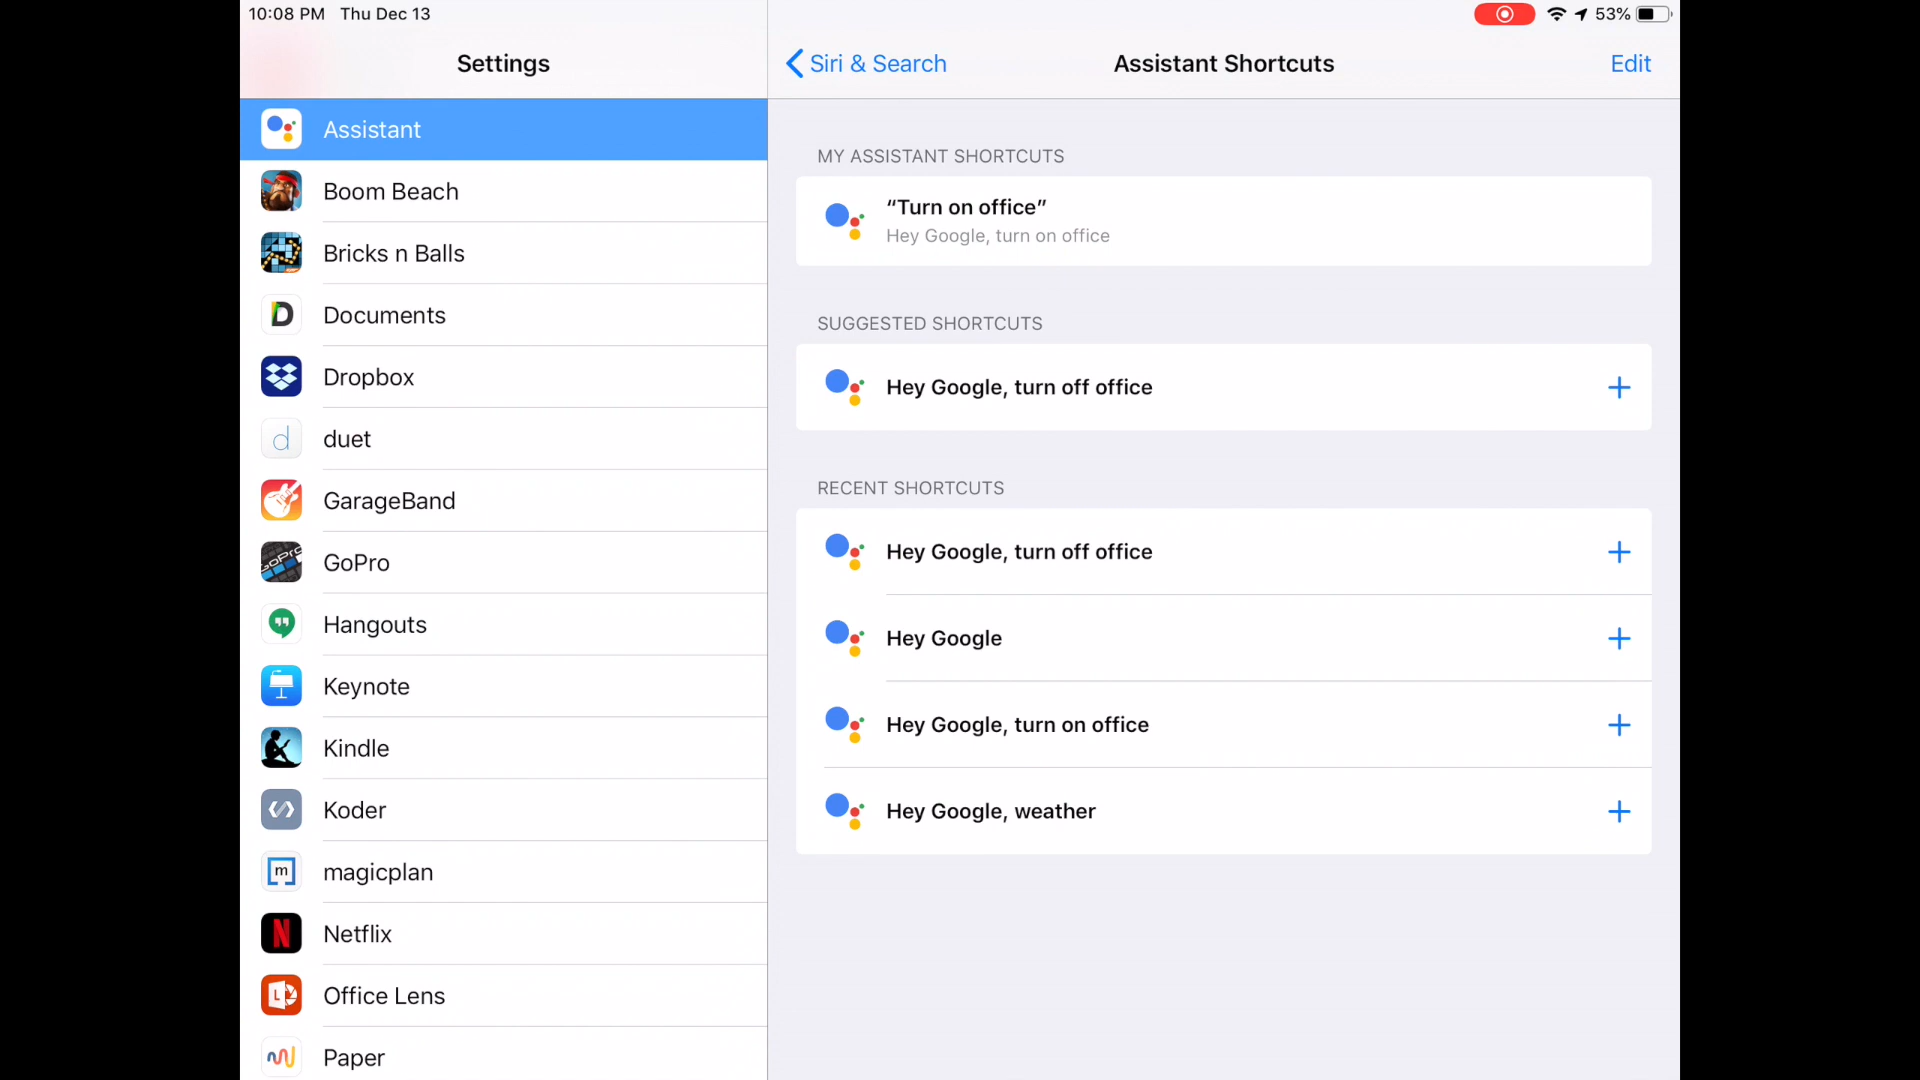 10:08 PM Thu Dec 13
53%
Settings
Assistant
Boom Beach
Bricks n Balls
Documents
Dropbox
duet
GarageBand
GoPro
Hangouts
Keynote
Kindle
Koder
magicplan
Netflix
Office Lens
Paper
Siri & Search
Assistant Shortcuts
Edit
MY ASSISTANT SHORTCUTS
“Turn on office”
Hey Google, turn on office
SUGGESTED SHORTCUTS
Hey Google, turn off office
RECENT SHORTCUTS
Hey Google, turn off office
Hey Google
Hey Google, turn on office
Hey Google, weather